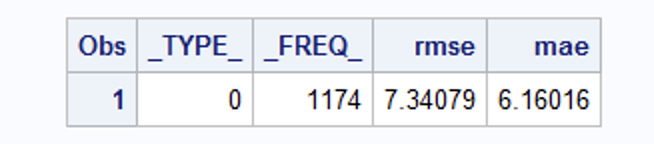 Obs _TYPE_ _FREQ_ rmse mae
1 0 1174 7.34079 6.16016